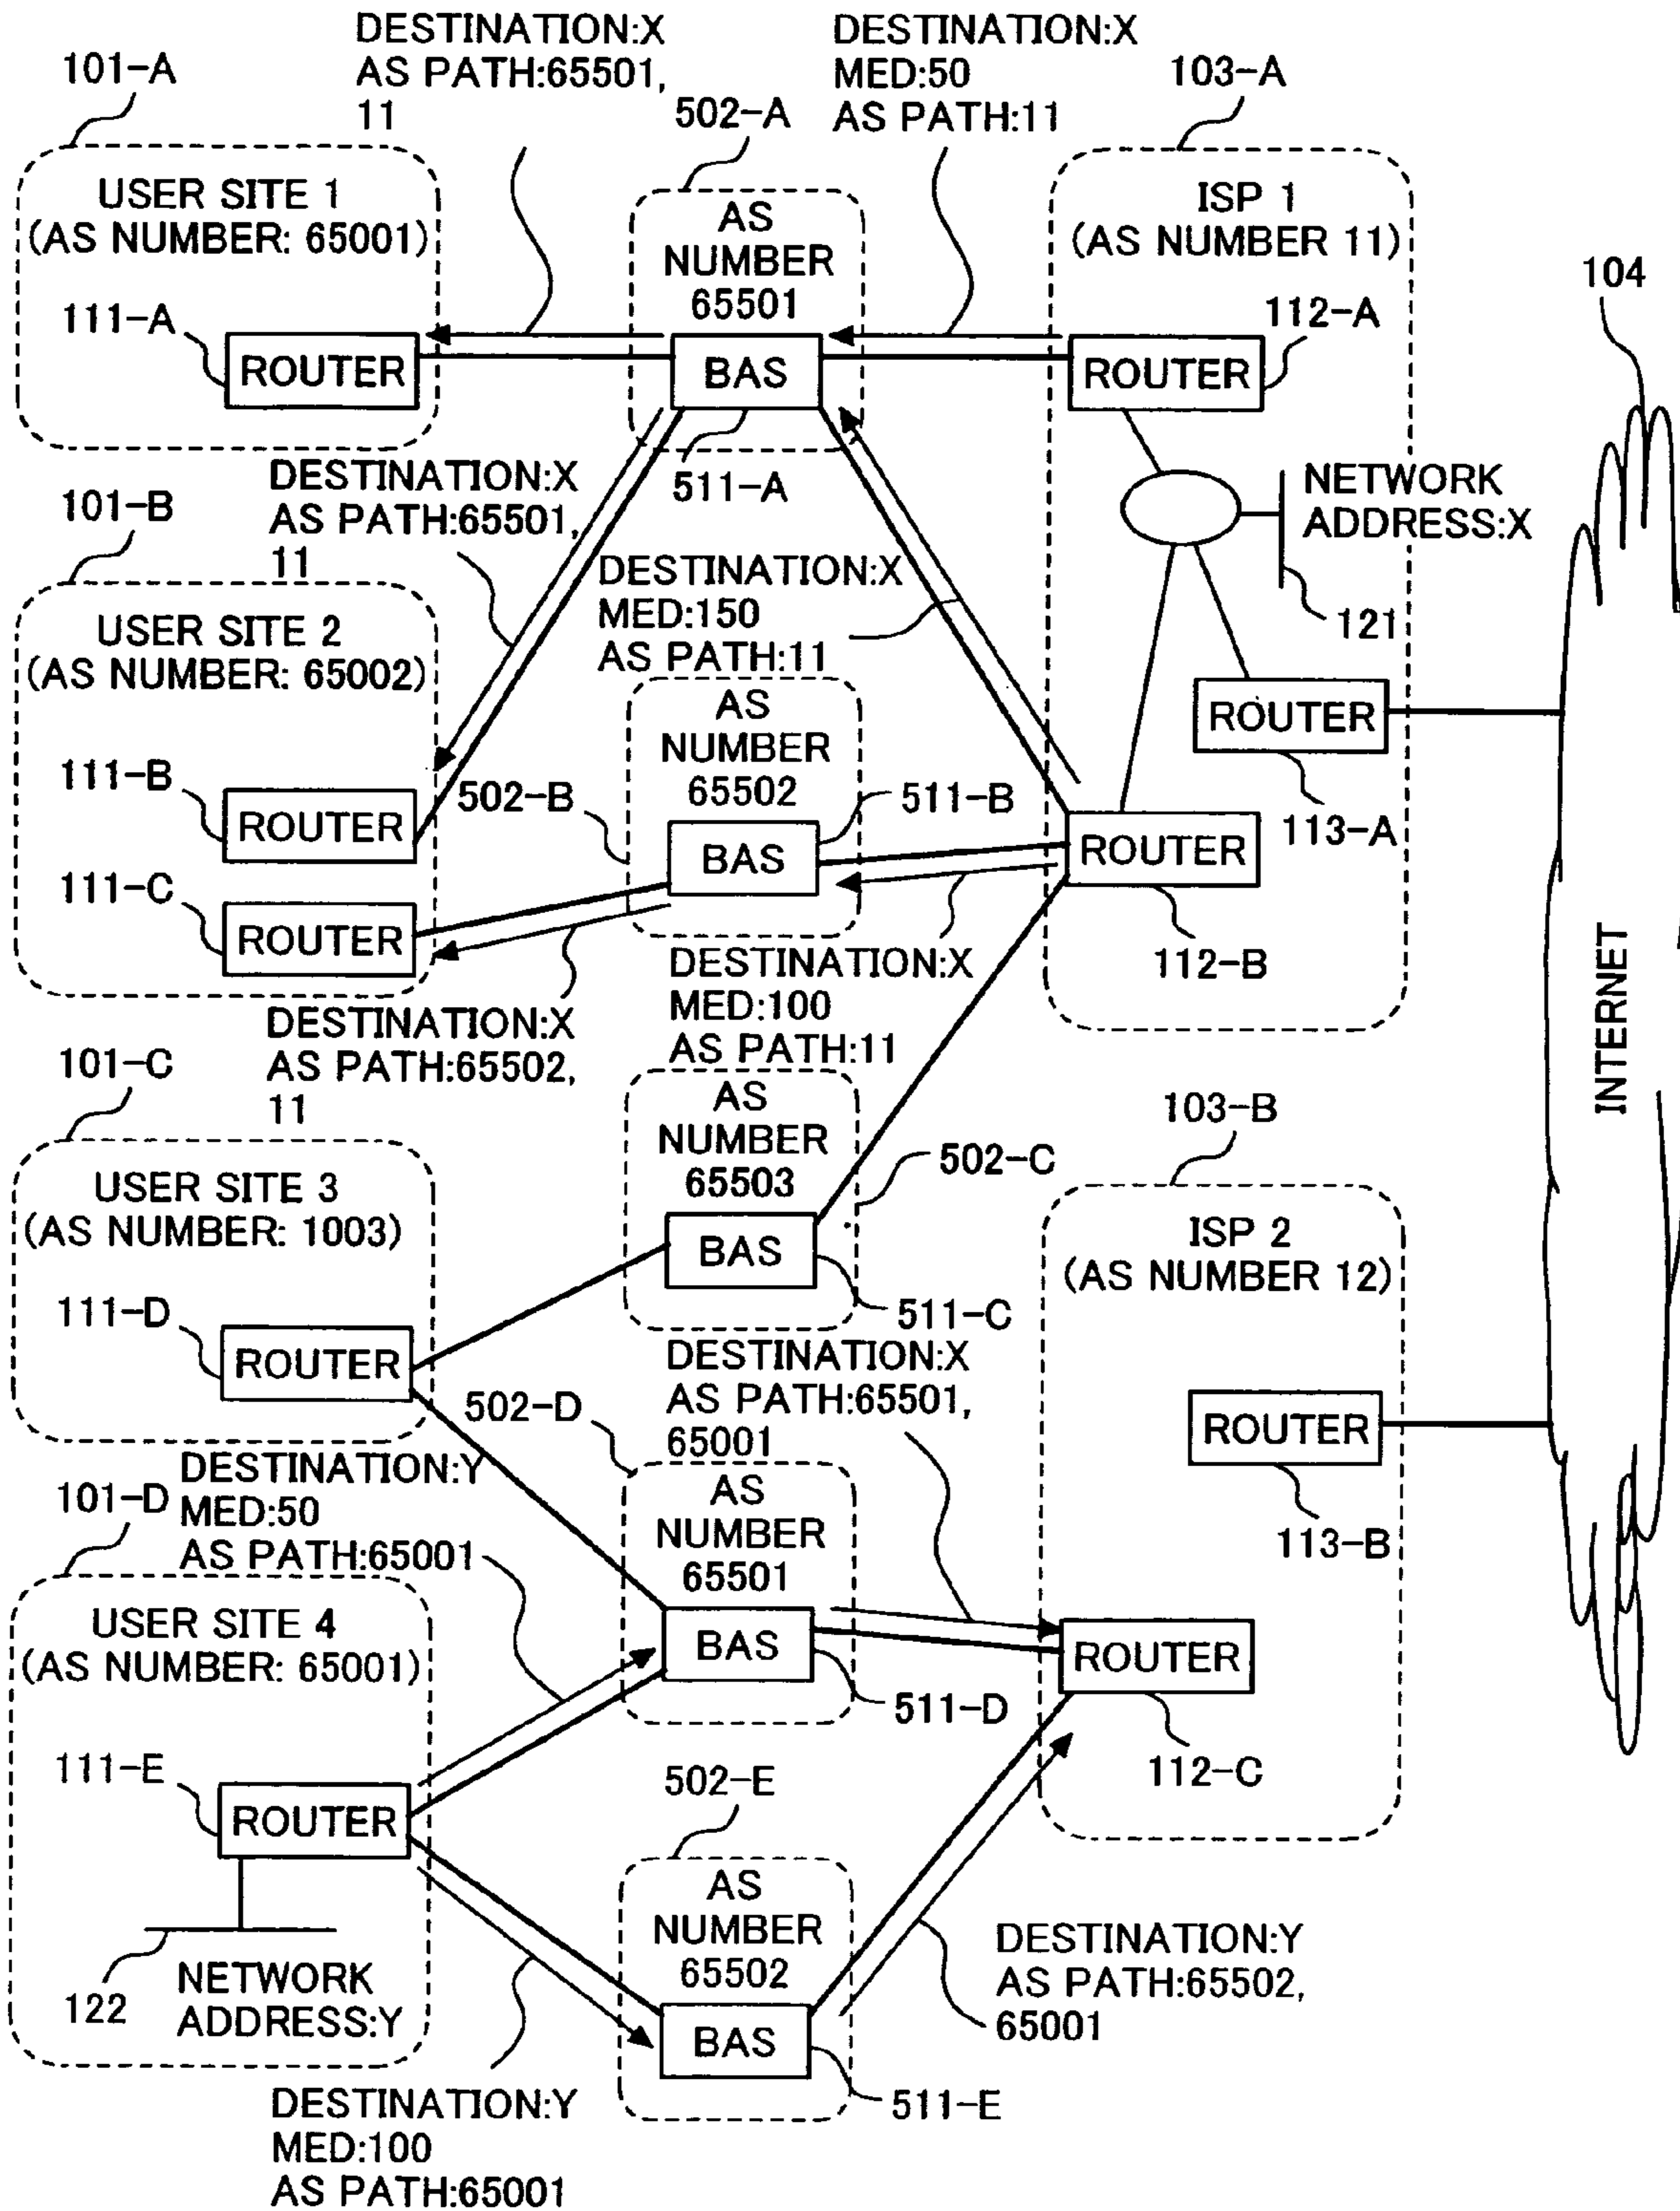 DESTINATION:X
AS PATH:65501,
11
DESTINATION:X
MED:50
AS PATH:11
101-A
502-A
103-A
USER SITE 1
(AS NUMBER: 65001)
AS
NUMBER
65501
ISP 1
(AS NUMBER 11)
104
111-A
ROUTER
BAS
ROUTER
112-A
511-A
DESTINATION:X
AS PATH:65501,
11
NETWORK
ADDRESS:X
101-B
DESTINATION:X
MED:150
AS PATH:11
121
USER SITE 2
(AS NUMBER: 65002)
AS
NUMBER
65502
ROUTER
113-A
111-B
ROUTER
502-B
BAS
511-B
ROUTER
112-B
111-C
ROUTER
DESTINATION:X
MED:100
AS PATH:11
DESTINATION:X
AS PATH:65502,
11
INTERNET
101-C
AS
NUMBER
65503
502-C
103-B
USER SITE 3
(AS NUMBER: 1003)
BAS
511-C
ISP 2
(AS NUMBER 12)
111-D
ROUTER
DESTINATION:X
AS PATH:65501,
65001
502-D
ROUTER
113-B
DESTINATION:Y
MED:50
AS PATH:65001
101-D
AS
NUMBER
65501
USER SITE 4
(AS NUMBER: 65001)
BAS
511-D
ROUTER
112-C
111-E
ROUTER
502-E
AS
NUMBER
65502
122
NETWORK
ADDRESS:Y
BAS
511-E
DESTINATION:Y
AS PATH:65502,
65001
DESTINATION:Y
MED:100
AS PATH:65001